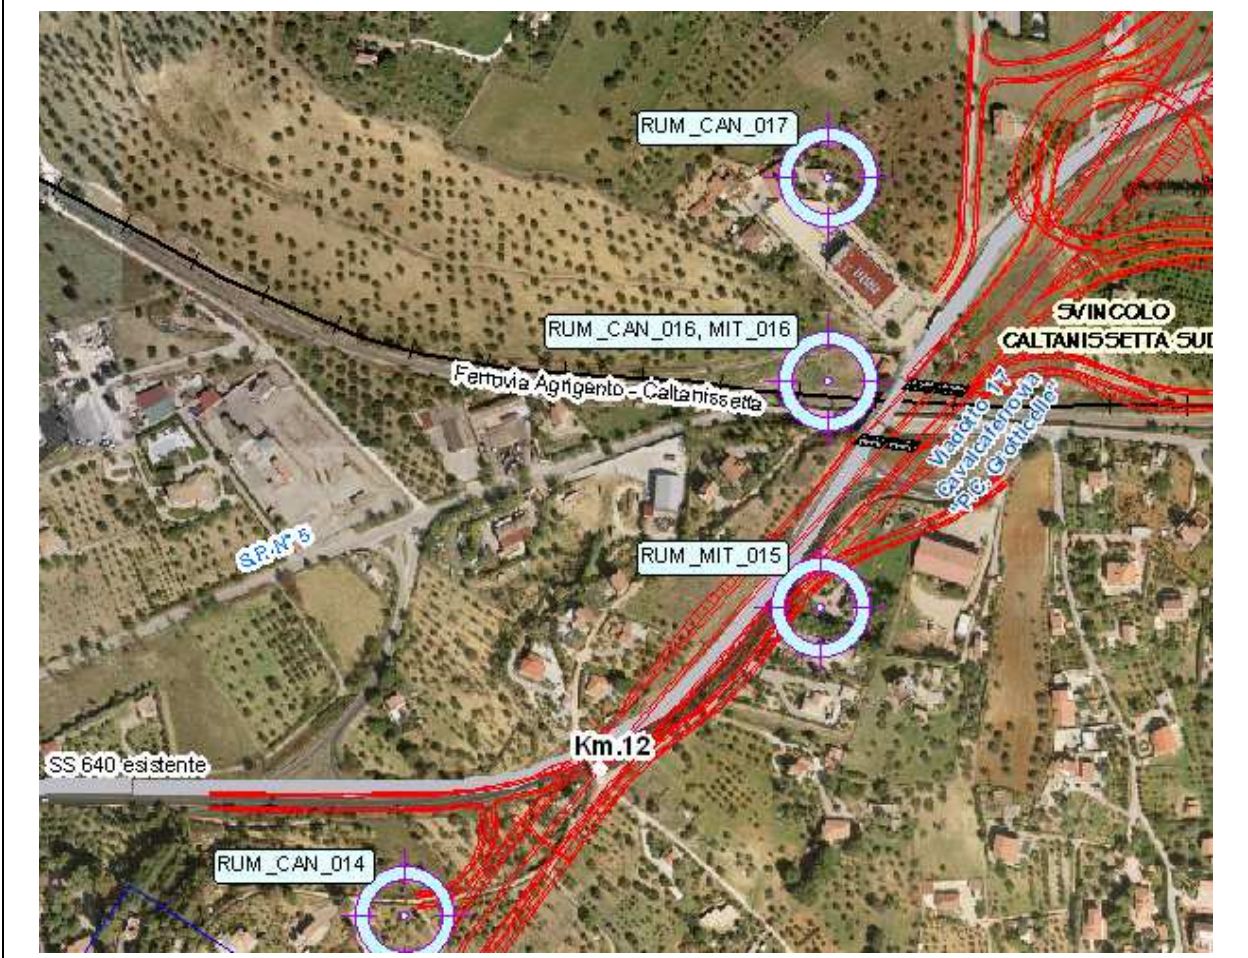 RUM_CAN_017
RUM_CAN_016, MIT_016
SVINCOLO
CALTANISSETTA SUD
Ferrovia Agrigento - Caltanissetta
Viadotto 17
Cavalcaferrovia
"P.C. Grotticelle"
S.P. N° 5
RUM_MIT_015
Km.12
SS 640 esistente
RUM_CAN_014